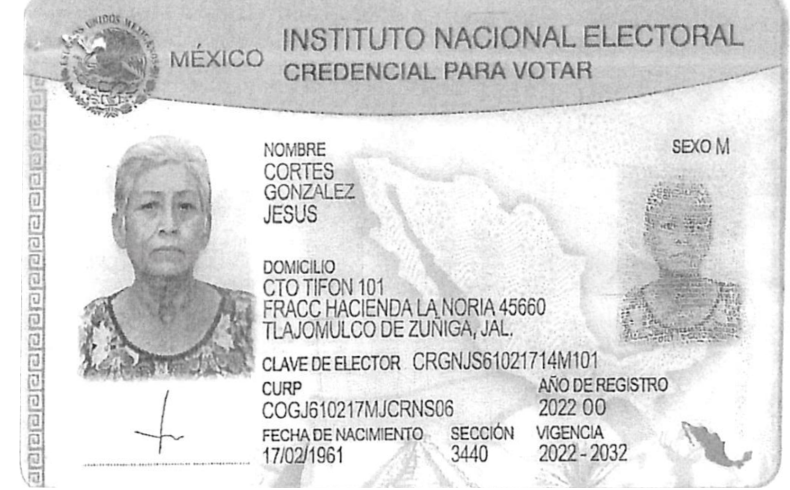 ESTADOS UNIDOS MEXICANOS
MÉXICO
INSTITUTO NACIONAL ELECTORAL
CREDENCIAL PARA VOTAR
NOMBRE
CORTES
GONZALEZ
JESUS
SEXO M
DOMICILIO
CTO TIFON 101
FRACC HACIENDA LA NORIA 45660
TLAJOMULCO DE ZUÑIGA, JAL.
CLAVE DE ELECTOR CRGNJS61021714M101
CURP
COGJ610217MJCRNS06
AÑO DE REGISTRO
2022 00
FECHA DE NACIMIENTO
17/02/1961
SECCIÓN
3440
VIGENCIA
2022 - 2032